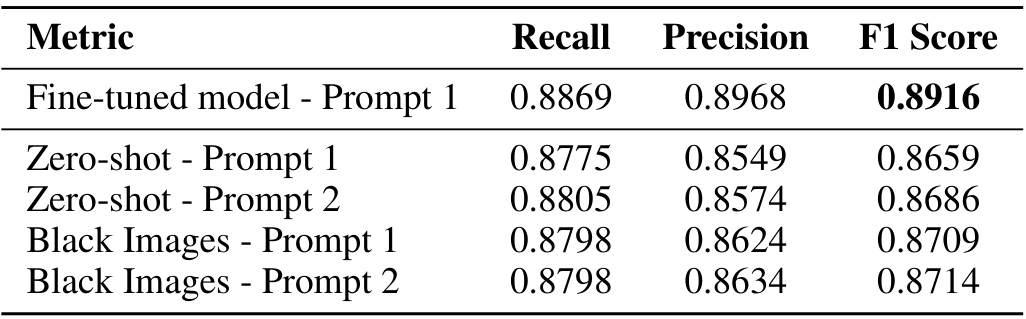 Metric Recall Precision F1 Score
Fine-tuned model - Prompt 1 0.8869 0.8968 0.8916
Zero-shot - Prompt 1 0.8775 0.8549 0.8659
Zero-shot - Prompt 2 0.8805 0.8574 0.8686
Black Images - Prompt 1 0.8798 0.8624 0.8709
Black Images - Prompt 2 0.8798 0.8634 0.8714